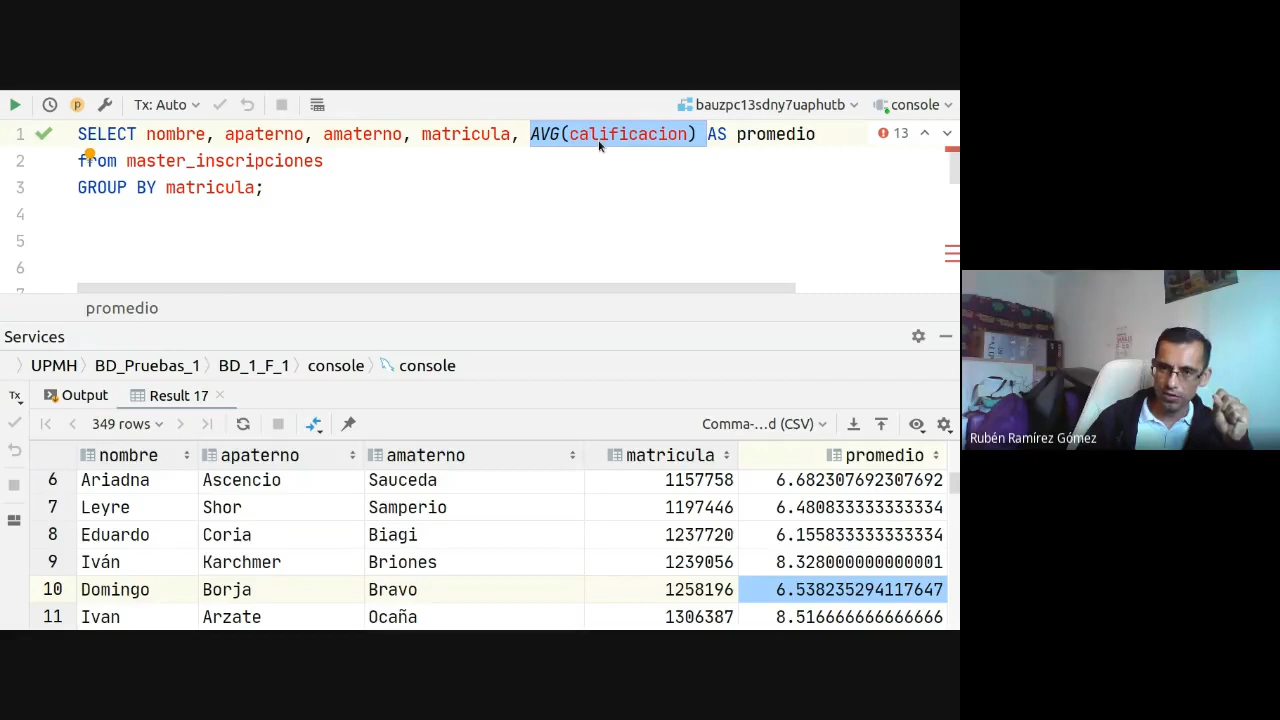 Tx: Auto bauzpc13sdny7uaphutb console
1 SELECT nombre, apaterno, amaterno, matricula, AVG(calificacion) AS promedio 13
2 from master_inscripciones
3 GROUP BY matricula;
4
5
6
promedio
Services
UPMH BD_Pruebas_1 BD_1_F_1 console console
Tx Output Result 17
349 rows Comma-...d (CSV)
nombre apaterno amaterno matricula promedio
6 Ariadna Ascencio Sauceda 1157758 6.682307692307692
7 Leyre Shor Samperio 1197446 6.480833333333334
8 Eduardo Coria Biagi 1237720 6.155833333333334
9 Iván Karchmer Briones 1239056 8.328000000000001
10 Domingo Borja Bravo 1258196 6.538235294117647
11 Ivan Arzate Ocaña 1306387 8.516666666666666
Rubén Ramírez Gómez